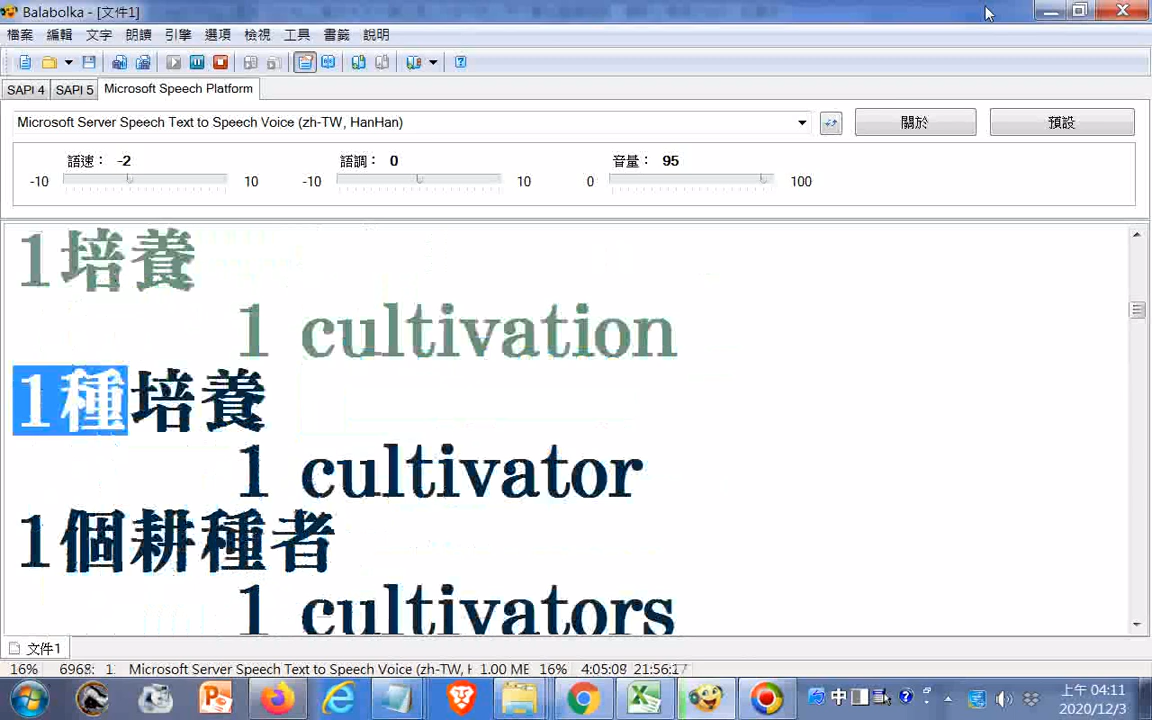 Balabolka - [文件1]
檔案 編輯 文字 朗讀 引擎 選項 檢視 工具 書籤 說明
SAPI 4 SAPI 5 Microsoft Speech Platform
Microsoft Server Speech Text to Speech Voice (zh-TW, HanHan) 關於 預設
語速： -2 語調： 0 音量： 95
-10 10 -10 10 0 100
1培養
1 cultivation
1種培養
1 cultivator
1個耕種者
1 cultivators
文件1
16% 6968: 1 Microsoft Server Speech Text to Speech Voice (zh-TW, 1.00 ME 16% 4:05:08 21:56:17
中 上午 04:11
2020/12/3